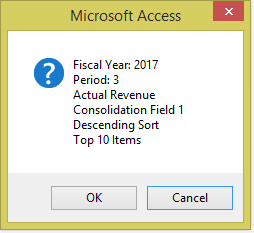 Microsoft Access
Fiscal Year: 2017
Period: 3
Actual Revenue
Consolidation Field 1
Descending Sort
Top 10 Items
OK
Cancel